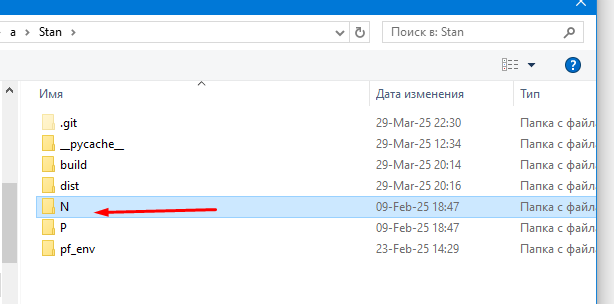 a > Stan
Поиск в: Stan
Имя Дата изменения Тип
.git 29-Mar-25 22:30 Папка с файл
__pycache__ 29-Mar-25 12:34 Папка с файл
build 29-Mar-25 20:14 Папка с файл
dist 29-Mar-25 20:16 Папка с файл
N 09-Feb-25 18:47 Папка с файл
P 09-Feb-25 18:47 Папка с файл
pf_env 23-Feb-25 14:29 Папка с файл